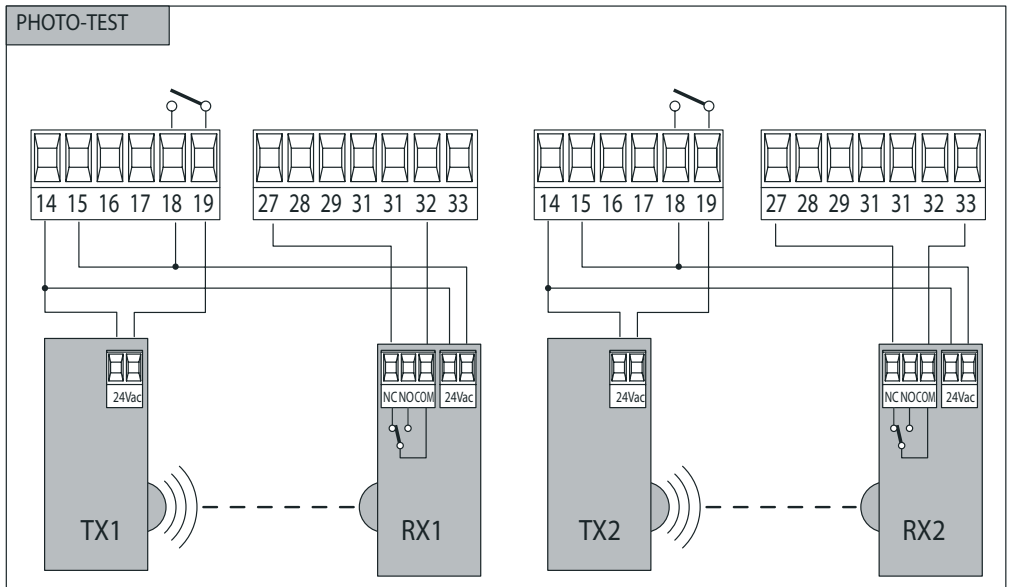 PHOTO-TEST
14 15 16 17 18 19
27 28 29 31 31 32 33
14 15 16 17 18 19
27 28 29 31 31 32 33
24Vac
NC NO COM
24Vac
24Vac
NC NO COM
24Vac
TX1
RX1
TX2
RX2